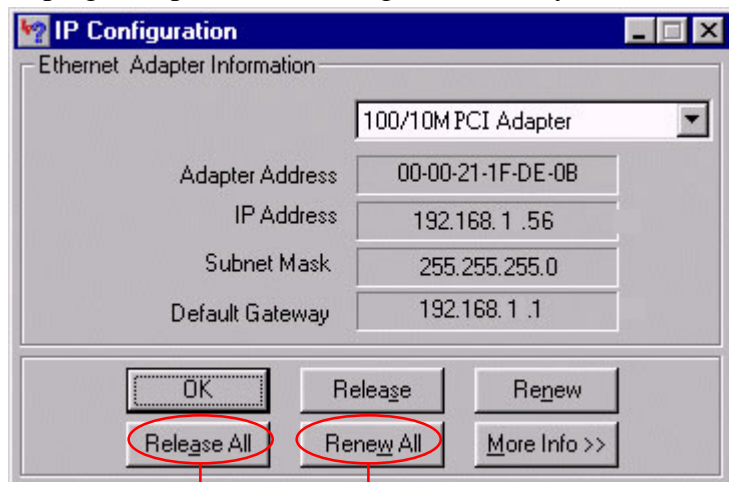 IP Configuration
Ethernet Adapter Information
100/10M PCI Adapter
Adapter Address 00-00-21-1F-DE-0B
IP Address 192.168. 1 .56
Subnet Mask 255.255.255.0
Default Gateway 192.168. 1 .1
OK Release Renew
Release All Renew All More Info >>